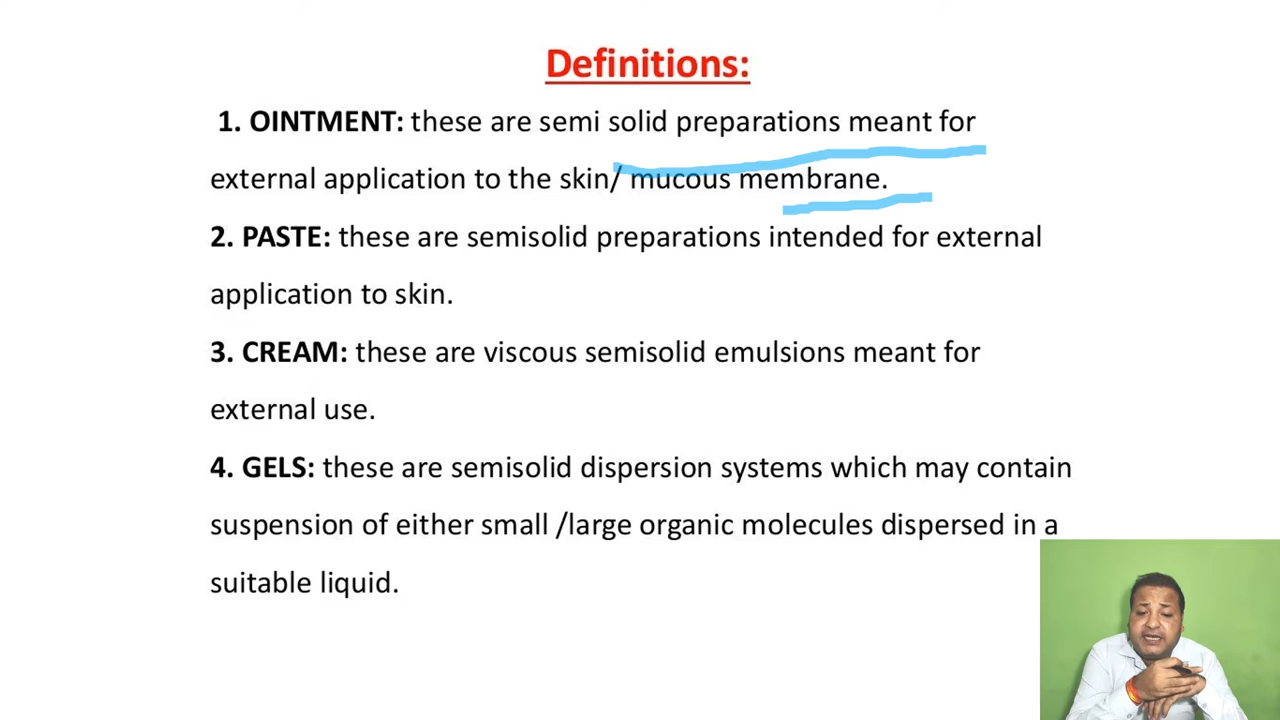 Definitions:
1. OINTMENT: these are semi solid preparations meant for
external application to the skin/ mucous membrane.
2. PASTE: these are semisolid preparations intended for external
application to skin.
3. CREAM: these are viscous semisolid emulsions meant for
external use.
4. GELS: these are semisolid dispersion systems which may contain
suspension of either small /large organic molecules dispersed in a
suitable liquid.